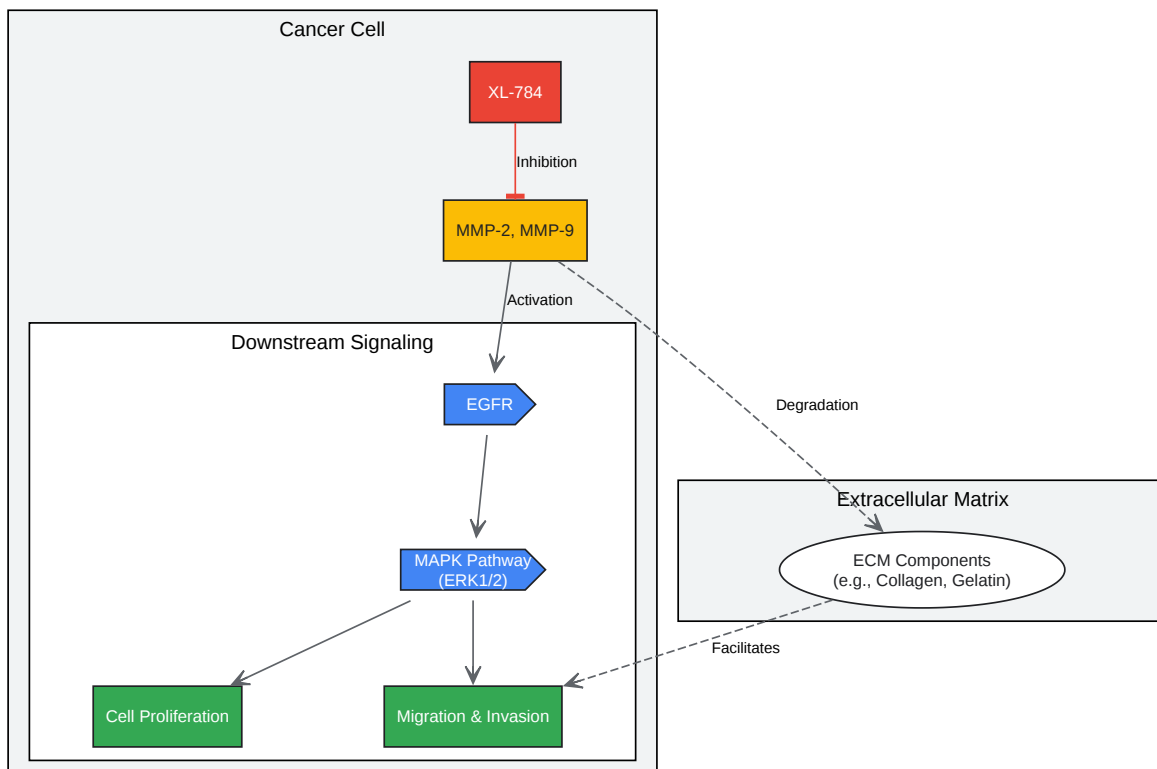 Cancer Cell
XL-784
Inhibition
MMP-2, MMP-9
Activation
Downstream Signaling
EGFR
Degradation
Extracellular Matrix
ECM Components
(e.g., Collagen, Gelatin)
MAPK Pathway
(ERK1/2)
Facilitates
Cell Proliferation
Migration & Invasion